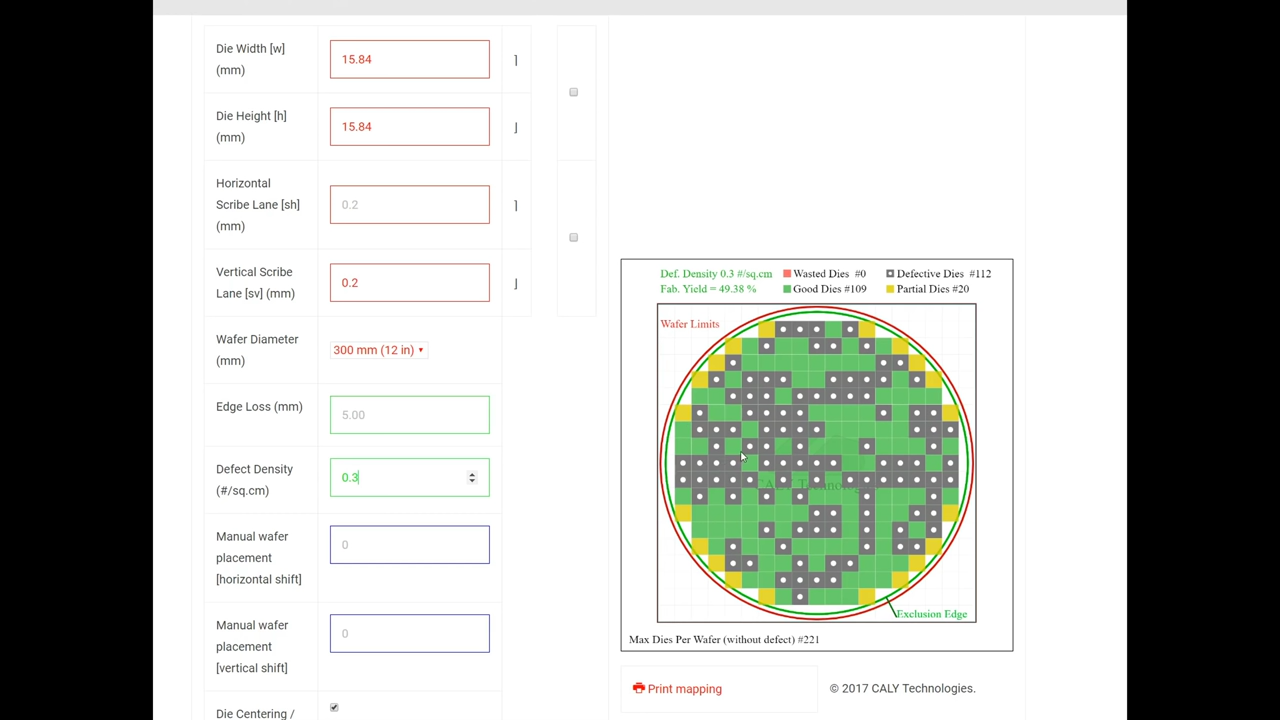 Die Width [w]
(mm)
15.84
Die Height [h]
(mm)
15.84
Horizontal
Scribe Lane [sh]
(mm)
0.2
Vertical Scribe
Lane [sv] (mm)
0.2
Wafer Diameter
(mm)
300 mm (12 in)
Edge Loss (mm)
5.00
Defect Density
(#/sq.cm)
0.3
Manual wafer
placement
[horizontal shift]
0
Manual wafer
placement
[vertical shift]
0
Die Centering /
Def. Density 0.3 #/sq.cm
Wasted Dies #0
Defective Dies #112
Fab. Yield = 49.38 %
Good Dies #109
Partial Dies #20
Wafer Limits
CALY Technologies
Exclusion Edge
Max Dies Per Wafer (without defect) #221
Print mapping
© 2017 CALY Technologies.